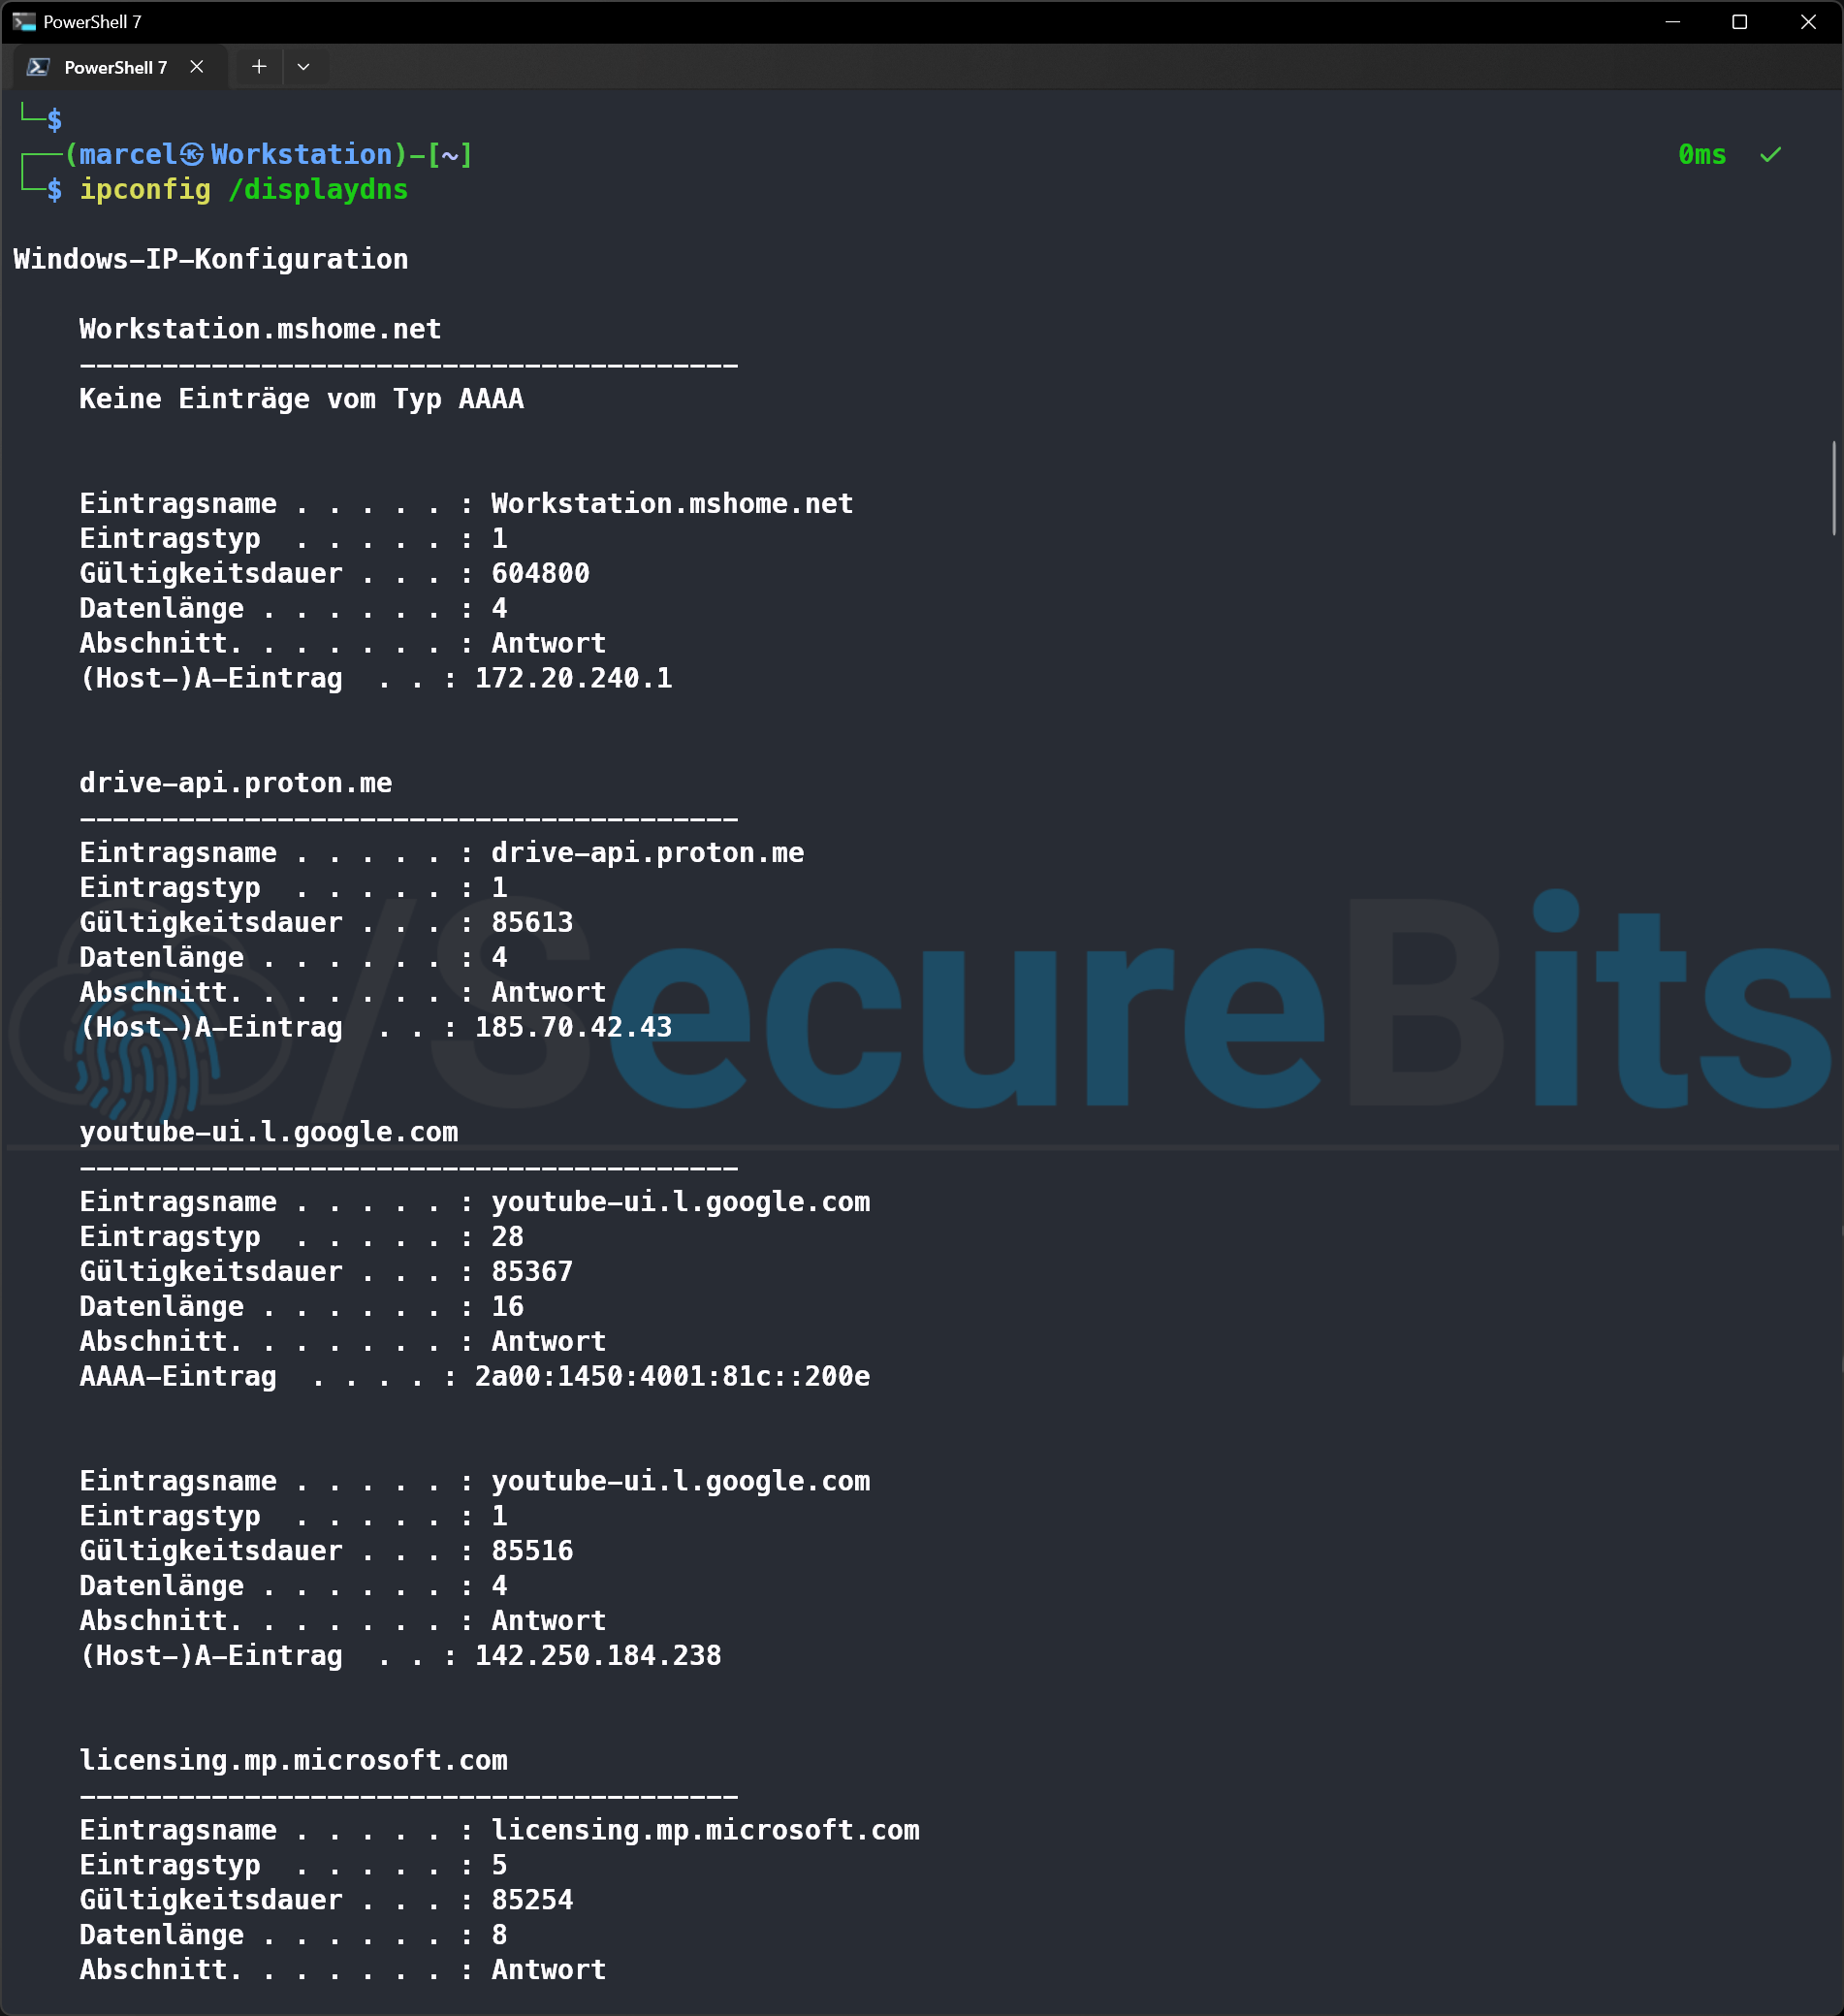 PowerShell 7
PowerShell 7
└─$
┌──(marcel㉿Workstation)-[~] 0ms ✓
└─$ ipconfig /displaydns
Windows-IP-Konfiguration
Workstation.mshome.net
----------------------------------------
Keine Einträge vom Typ AAAA
Eintragsname . . . . . : Workstation.mshome.net
Eintragstyp  . . . . . : 1
Gültigkeitsdauer . . . : 604800
Datenlänge . . . . . . : 4
Abschnitt. . . . . . . : Antwort
(Host-)A-Eintrag  . . : 172.20.240.1
drive-api.proton.me
----------------------------------------
Eintragsname . . . . . : drive-api.proton.me
Eintragstyp  . . . . . : 1
Gültigkeitsdauer . . . : 85613
Datenlänge . . . . . . : 4
Abschnitt. . . . . . . : Antwort
(Host-)A-Eintrag  . . : 185.70.42.43
/SecureBits
youtube-ui.l.google.com
----------------------------------------
Eintragsname . . . . . : youtube-ui.l.google.com
Eintragstyp  . . . . . : 28
Gültigkeitsdauer . . . : 85367
Datenlänge . . . . . . : 16
Abschnitt. . . . . . . : Antwort
AAAA-Eintrag  . . . . : 2a00:1450:4001:81c::200e
Eintragsname . . . . . : youtube-ui.l.google.com
Eintragstyp  . . . . . : 1
Gültigkeitsdauer . . . : 85516
Datenlänge . . . . . . : 4
Abschnitt. . . . . . . : Antwort
(Host-)A-Eintrag  . . : 142.250.184.238
licensing.mp.microsoft.com
----------------------------------------
Eintragsname . . . . . : licensing.mp.microsoft.com
Eintragstyp  . . . . . : 5
Gültigkeitsdauer . . . : 85254
Datenlänge . . . . . . : 8
Abschnitt. . . . . . . : Antwort